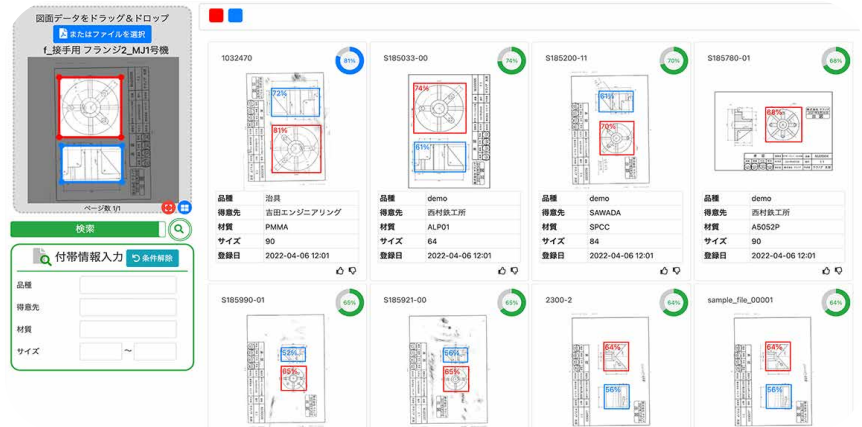 図面データをドラッグ＆ドロップ
またはファイルを選択
f_接手用 フランジ2_MJ1号機
ページ数 1/1
検索
付帯情報入力
条件解除
品種
得意先
材質
サイズ
～
1032470
81%
72%
81%
品種 治具
得意先 吉田エンジニアリング
材質 PMMA
サイズ 90
登録日 2022-04-06 12:01
S185033-00
74%
74%
61%
品種 demo
得意先 西村鉄工所
材質 ALP01
サイズ 64
登録日 2022-04-06 12:01
S185200-11
70%
61%
70%
品種 demo
得意先 SAWADA
材質 SPCC
サイズ 84
登録日 2022-04-06 12:01
S185780-01
68%
68%
品種 demo
得意先 西村鉄工所
材質 A5052P
サイズ 90
登録日 2022-04-06 12:01
S185990-01
65%
52%
65%
S185921-00
65%
56%
65%
2300-2
64%
64%
56%
sample_file_00001
64%
64%
56%